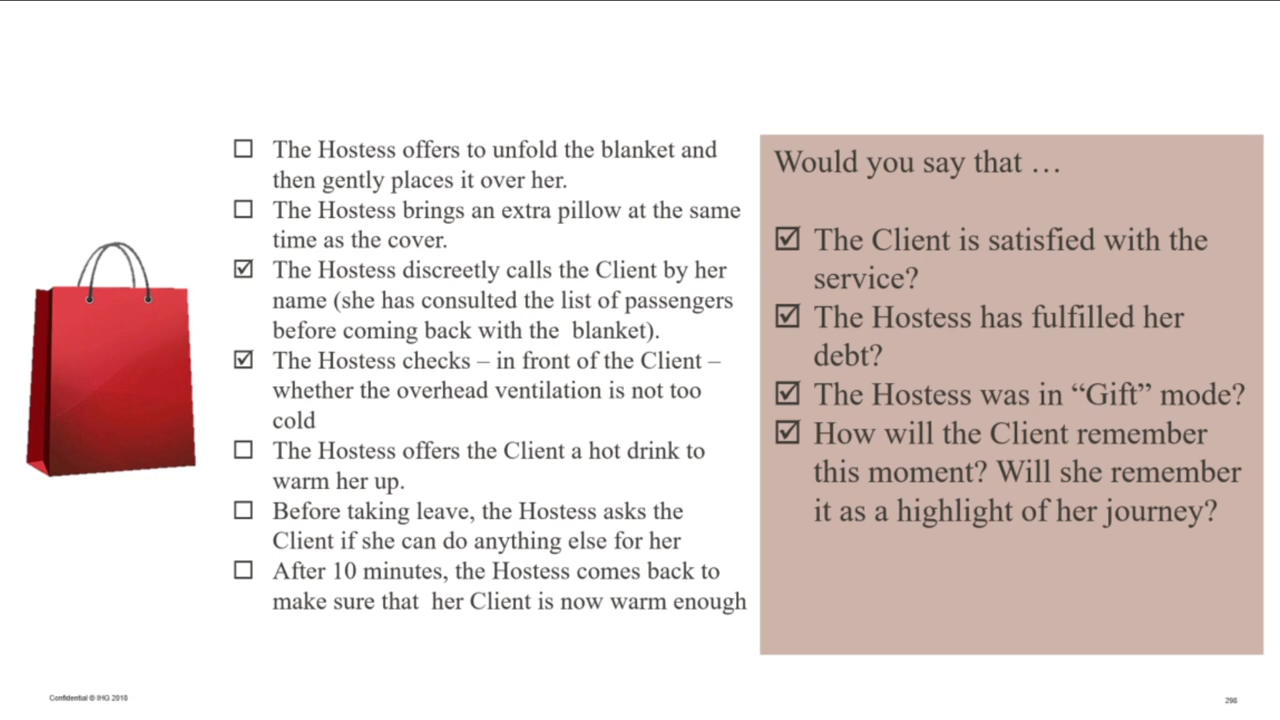 ☐ The Hostess offers to unfold the blanket and
then gently places it over her.
☐ The Hostess brings an extra pillow at the same
time as the cover.
☑ The Hostess discreetly calls the Client by her
name (she has consulted the list of passengers
before coming back with the  blanket).
☑ The Hostess checks – in front of the Client –
whether the overhead ventilation is not too
cold
☐ The Hostess offers the Client a hot drink to
warm her up.
☐ Before taking leave, the Hostess asks the
Client if she can do anything else for her
☐ After 10 minutes, the Hostess comes back to
make sure that  her Client is now warm enough
Would you say that …
☑ The Client is satisfied with the
service?
☑ The Hostess has fulfilled her
debt?
☑ The Hostess was in “Gift” mode?
☑ How will the Client remember
this moment? Will she remember
it as a highlight of her journey?
Confidential © IHG 2010
298